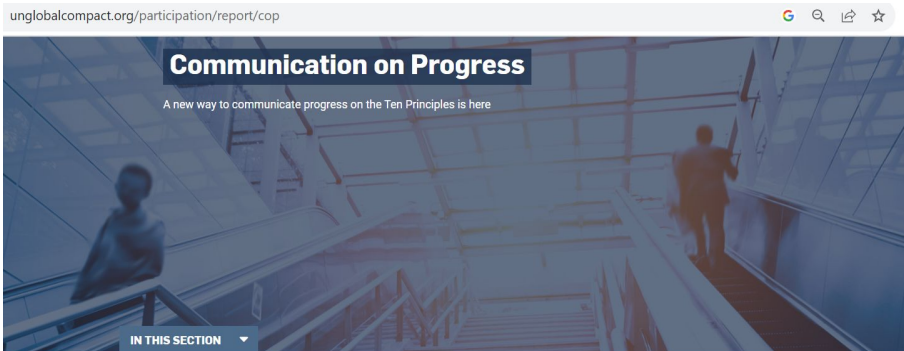 unglobalcompact.org/participation/report/cop
Communication on Progress
A new way to communicate progress on the Ten Principles is here
IN THIS SECTION